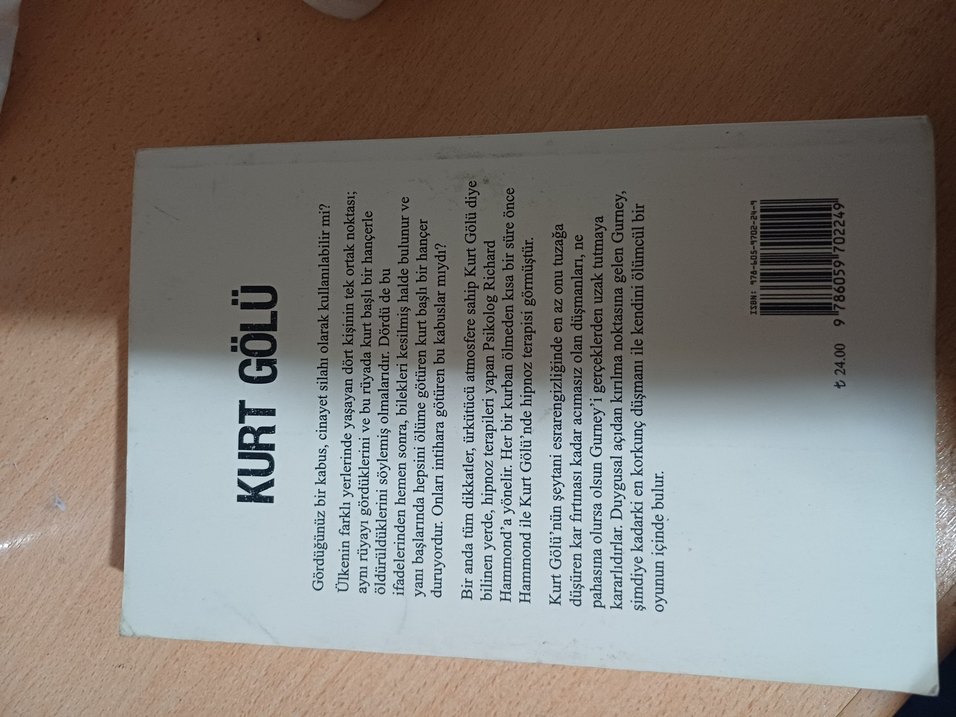 KURT GÖLÜ
Gördüğünüz bir kabus, cinayet silahı olarak kullanılabilir mi?
Ülkenin farklı yerlerinde yaşayan dört kişinin tek ortak noktası;
aynı rüyayı gördüklerini ve bu rüyada kurt başlı bir hançerle
öldürüldüklerini söylemiş olmalarıdır. Dördü de bu
ifadelerinden hemen sonra, bilekleri kesilmiş halde bulunur ve
yanı başlarında hepsini ölüme götüren kurt başlı bir hançer
duruyordur. Onları intihara götüren bu kabuslar mıydı?
Bir anda tüm dikkatler, ürkütücü atmosfere sahip Kurt Gölü diye
bilinen yerde, hipnoz terapileri yapan Psikolog Richard
Hammond'a yönelir. Her bir kurban ölmeden kısa bir süre önce
Hammond ile Kurt Gölü'nde hipnoz terapisi görmüştür.
Kurt Gölü'nün şeytani esrarengizliğinde en az onu tuzağa
düşüren kar fırtınası kadar acımasız olan düşmanları, ne
pahasına olursa olsun Gurney'i gerçeklerden uzak tutmaya
kararlıdırlar. Duygusal açıdan kırılma noktasına gelen Gurney,
şimdiye kadarki en korkunç düşmanı ile kendini ölümcül bir
oyunun içinde bulur.
ISBN: 978-605-9702-24-9
9 786059 702249
₺ 24.00